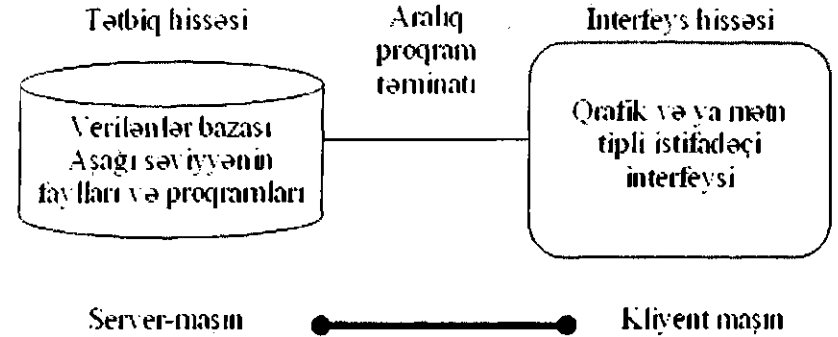 Tətbiq hissəsi
Aralıq
proqram
təminatı
İnterfeys hissəsi
Verilənlər bazası
Aşağı səviyyənin
faylları və proqramları
Qrafik və ya mətn
tipli istifadəçi
interfeysi
Server-maşın
Kliyent maşın